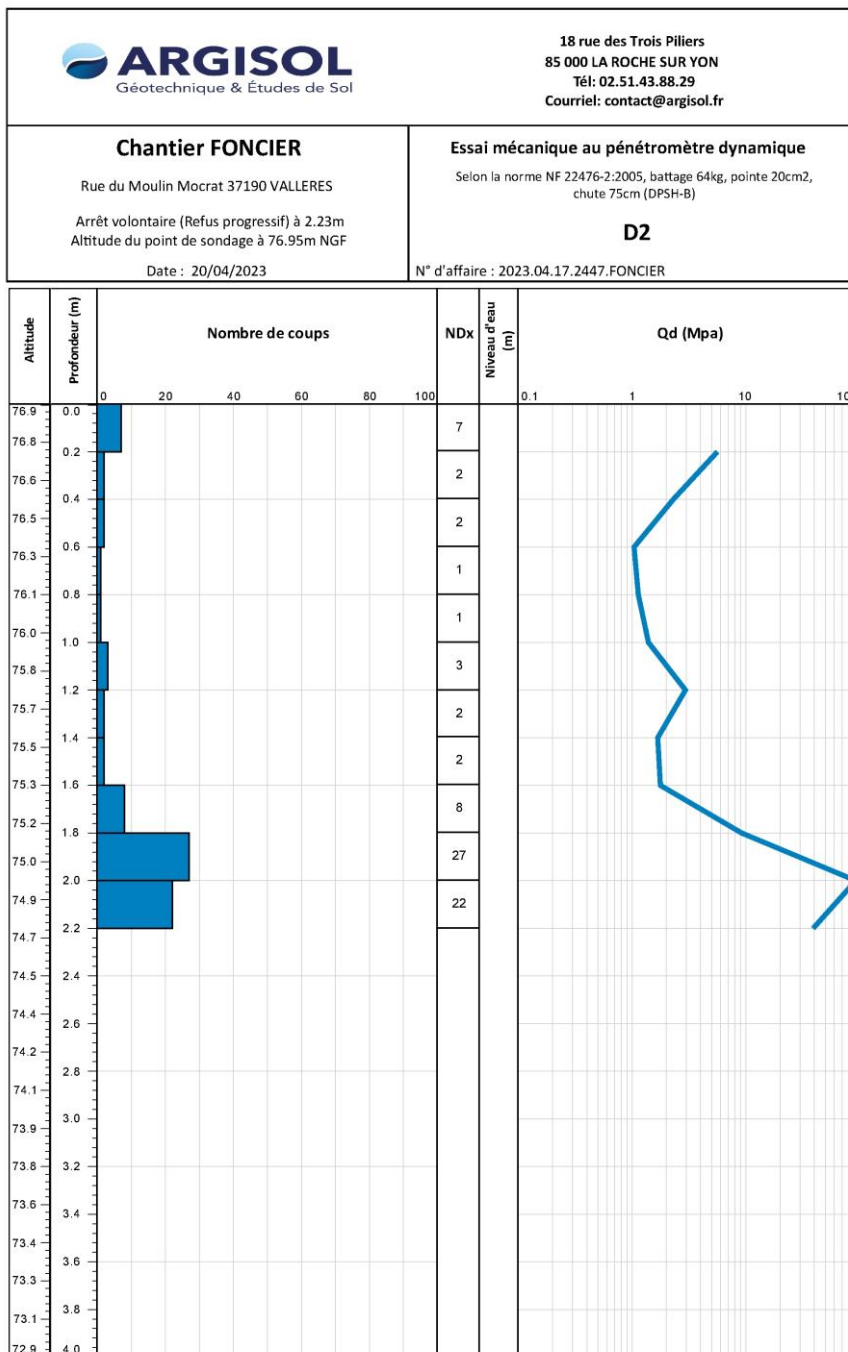 ARGISOL
Géotechnique & Études de Sol
18 rue des Trois Piliers
85 000 LA ROCHE SUR YON
Tél: 02.51.43.88.29
Courriel: contact@argisol.fr
Chantier FONCIER
Rue du Moulin Mocrat 37190 VALLERES
Arrêt volontaire (Refus progressif) à 2.23m
Altitude du point de sondage à 76.95m NGF
Date : 20/04/2023
Essai mécanique au pénétromètre dynamique
Selon la norme NF 22476-2:2005, battage 64kg, pointe 20cm2,
chute 75cm (DPSH-B)
D2
N° d'affaire : 2023.04.17.2447.FONCIER
Altitude
Profondeur (m)
Nombre de coups
NDx
Niveau d'eau
(m)
Qd (Mpa)
0 20 40 60 80 100
0.1 1 10
76.9 0.0
7
76.8
0.2
76.6 2
0.4
76.5 2
0.6
76.3
1
76.1 0.8
1
76.0
1.0
75.8 3
1.2
75.7 2
1.4
75.5 2
1.6
75.3
8
75.2 1.8
75.0 27
2.0
74.9 22
2.2
74.7
2.4
74.5
74.4 2.6
74.2
2.8
74.1
3.0
73.9
73.8 3.2
73.6
3.4
73.4
3.6
73.3
3.8
73.1
72.9 4.0